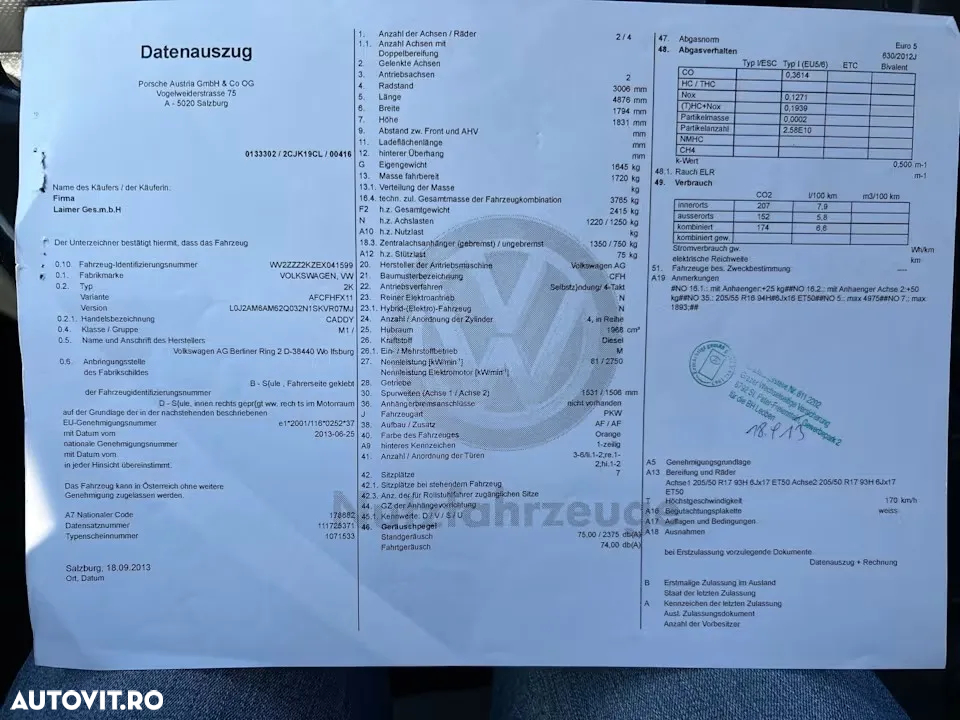 Datenauszug
Porsche Austria GmbH & Co OG
Vogelweiderstrasse 75
A - 5020 Salzburg
0133302 / 2CJK19CL / 00416
Name des Käufers / der Käuferin:
Firma
Laimer Ges.m.b.H
Der Unterzeichner bestätigt hiermit, dass das Fahrzeug
0.10. Fahrzeug-Identifizierungsnummer WV2ZZZ2KZEX041599
0.1. Fabrikmarke VOLKSWAGEN, VW
0.2. Typ 2K
Variante AFCFHFX11
Version L0J2AM6AM62Q032N1SKVR07MJ
0.2.1. Handelsbezeichnung CADDY
0.4. Klasse / Gruppe M1 /
0.5. Name und Anschrift des Herstellers
Volkswagen AG Berliner Ring 2 D-38440 Wo lfsburg
0.6. Anbringungsstelle
des Fabriksschildes
B - S{ule , Fahrerseite geklebt
der Fahrzeugidentifizierungsnummer
D - S{ule, innen rechts gepr{gt ww. rech ts im Motorraum
auf der Grundlage der in der nachstehenden beschriebenen
EU-Genehmigungsnummer e1*2001/116*0252*37
mit Datum vom 2013-06-25
nationale Genehmigungsnummer
mit Datum vom
in jeder Hinsicht übereinstimmt.
Das Fahrzeug kann in Österreich ohne weitere
Genehmigung zugelassen werden.
A7 Nationaler Code 178682
Datensatznummer 111728371
Typenscheinnummer 1071533
Salzburg, 18.09.2013
Ort, Datum
1. Anzahl der Achsen / Räder 2 / 4
1.1. Anzahl Achsen mit
Doppelbereifung
2. Gelenkte Achsen
3. Antriebsachsen 2
4. Radstand 3006 mm
5. Länge 4876 mm
6. Breite 1794 mm
7. Höhe 1831 mm
9. Abstand zw. Front und AHV mm
11. Ladeflächenlänge mm
12. hinterer Überhang mm
G Eigengewicht 1645 kg
13. Masse fahrbereit 1720 kg
13.1. Verteilung der Masse kg
16.4. techn. zul. Gesamtmasse der Fahrzeugkombination 3765 kg
F2 h.z. Gesamtgewicht 2415 kg
N h.z. Achslasten 1220 / 1250 kg
A10 h.z. Nutzlast kg
18.3. Zentralachsanhänger (gebremst) / ungebremst 1350 / 750 kg
A12 h.z. Stützlast 75 kg
20. Hersteller der Antriebsmaschine Volkswagen AG
21. Baumusterbezeichnung CFH
22. Antriebsverfahren Selbstz}ndung/ 4-Takt
23. Reiner Elektroantrieb N
23.1. Hybrid-(Elektro)-Fahrzeug N
24. Anzahl / Anordnung der Zylinder 4, in Reihe
25. Hubraum 1968 cm³
26. Kraftstoff Diesel
26.1. Ein- / Mehrstoffbetrieb M
27. Nennleistung [kW/min⁻¹] 81 / 2750
Nennleistung Elektromotor [kW/min⁻¹]
28. Getriebe
30. Spurweiten (Achse 1 / Achse 2) 1531 / 1506 mm
36. Anhängerbremsanschlüsse nicht vorhanden
J Fahrzeugart PKW
38. Aufbau / Zusatz AF / AF
40. Farbe des Fahrzeuges Orange
A9 hinteres Kennzeichen 1-zeilig
41. Anzahl / Anordnung der Türen 3-6/li.1-2;re.1-
2;hi.1-2
42. Sitzplätze 7
42.1. Sitzplätze bei stehendem Fahrzeug
42.3. Anz. der für Rollstuhlfahrer zugänglichen Sitze
44. GZ der Anhängevorrichtung
45.1. Kennwerte: D / V / S / U
46. Geräuschpegel
Standgeräusch 75,00 / 2375 db(A)
Fahrtgeräusch 74,00 db(A)
47. Abgasnorm Euro 5
48. Abgasverhalten 630/2012J
Typ I/ESC Typ I (EU5/6) ETC Bivalent
CO 0,3614
HC / THC
Nox 0,1271
(T)HC+Nox 0,1939
Partikelmasse 0,0002
Partikelanzahl 2.58E10
NMHC
CH4
k-Wert 0,500 m-1
48.1. Rauch ELR m-1
49. Verbrauch
CO2 l/100 km m3/100 km
innerorts 207 7,9
ausserorts 152 5,8
kombiniert 174 6,6
kombiniert gew.
Stromverbrauch gw. Wh/km
elektrische Reichweite km
51. Fahrzeuge bes. Zweckbestimmung: ----
A19 Anmerkungen
#NO 16.1.: mit Anhaenger:+25 kg##NO 16.2.: mit Anhaenger Achse 2:+50
kg##NO 35.: 205/55 R16 94H#6Jx16 ET50##NO 5.: max 4975##NO 7.: max
1893;##
18.9.13
A5 Genehmigungsgrundlage
A13 Bereifung und Räder
Achse1 205/50 R17 93H 6Jx17 ET50 Achse2 205/50 R17 93H 6Jx17
ET50
T Höchstgeschwindigkeit 170 km/h
A16 Begutachtungsplakette weiss
A17 Auflagen und Bedingungen
A18 Ausnahmen
bei Erstzulassung vorzulegende Dokumente
Datenauszug + Rechnung
B Erstmalige Zulassung im Ausland
Staat der letzten Zulassung
A Kennzeichen der letzten Zulassung
Ausl. Zulassungsdokument
Anzahl der Vorbesitzer
AUTOVIT.RO